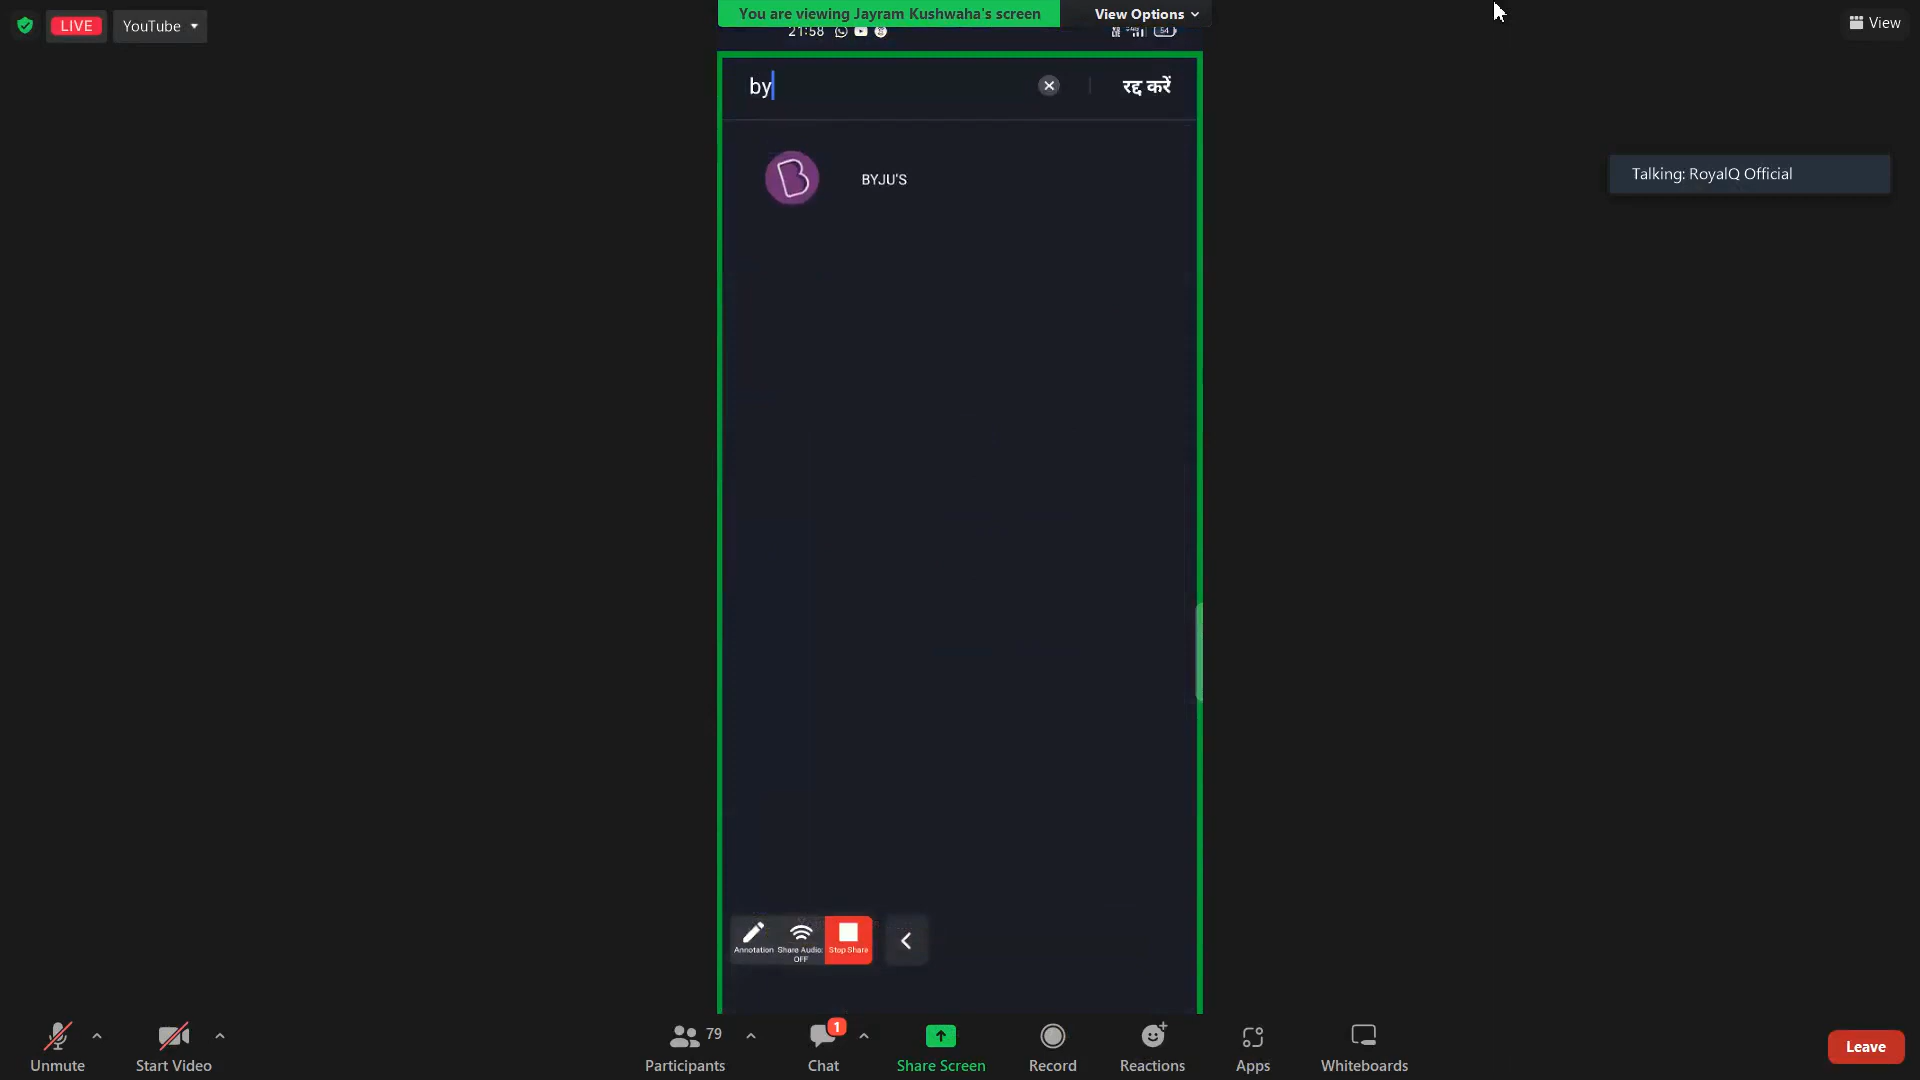 LIVE
YouTube
You are viewing Jayram Kushwaha's screen
View Options
View
21:58
54
by
रद्द करें
B
BYJU'S
Talking: RoyalQ Official
Annotation
Share Audio: OFF
Stop Share
Unmute
Start Video
79
Participants
1
Chat
Share Screen
Record
Reactions
Apps
Whiteboards
Leave